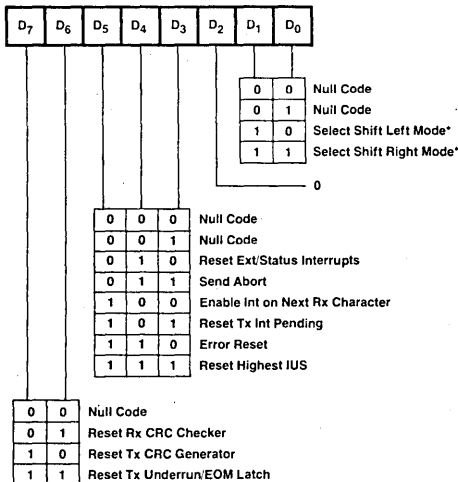 D7 D6 D5 D4 D3 D2 D1 D0
0 0 Null Code
0 1 Null Code
1 0 Select Shift Left Mode*
1 1 Select Shift Right Mode*
0
0 0 0 Null Code
0 0 1 Null Code
0 1 0 Reset Ext/Status Interrupts
0 1 1 Send Abort
1 0 0 Enable Int on Next Rx Character
1 0 1 Reset Tx Int Pending
1 1 0 Error Reset
1 1 1 Reset Highest IUS
0 0 Null Code
0 1 Reset Rx CRC Checker
1 0 Reset Tx CRC Generator
1 1 Reset Tx Underrun/EOM Latch